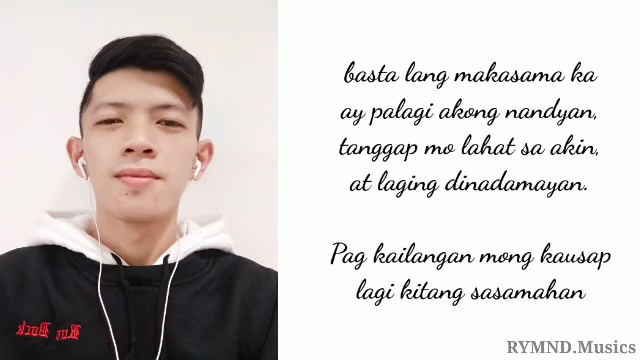 basta lang makasama ka
ay palagi akong nandyan,
tanggap mo lahat sa akin,
at laging dinadamayan.
Pag kailangan mong kausap
lagi kitang sasamahan
RYMND.Musics